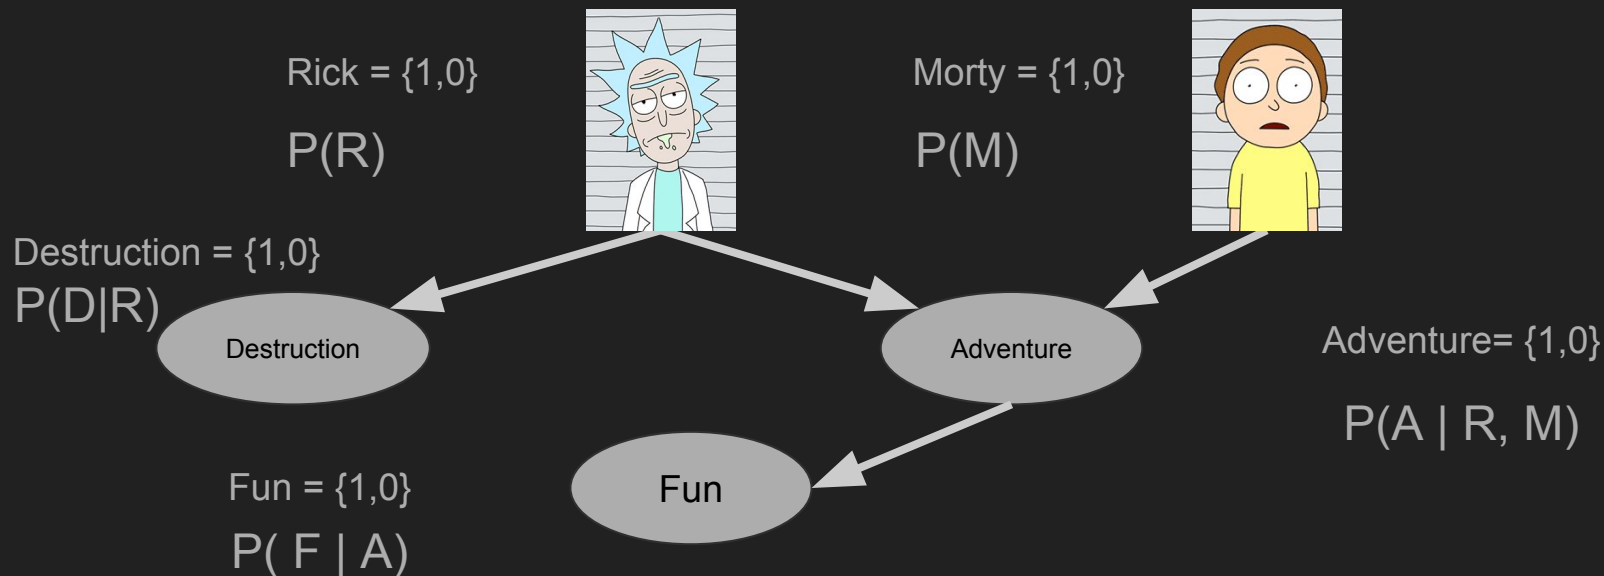 Rick = {1,0}
P(R)
Morty = {1,0}
P(M)
Destruction = {1,0}
P(D|R)
Destruction
Adventure
Adventure= {1,0}
P(A | R, M)
Fun = {1,0}
P( F | A)
Fun